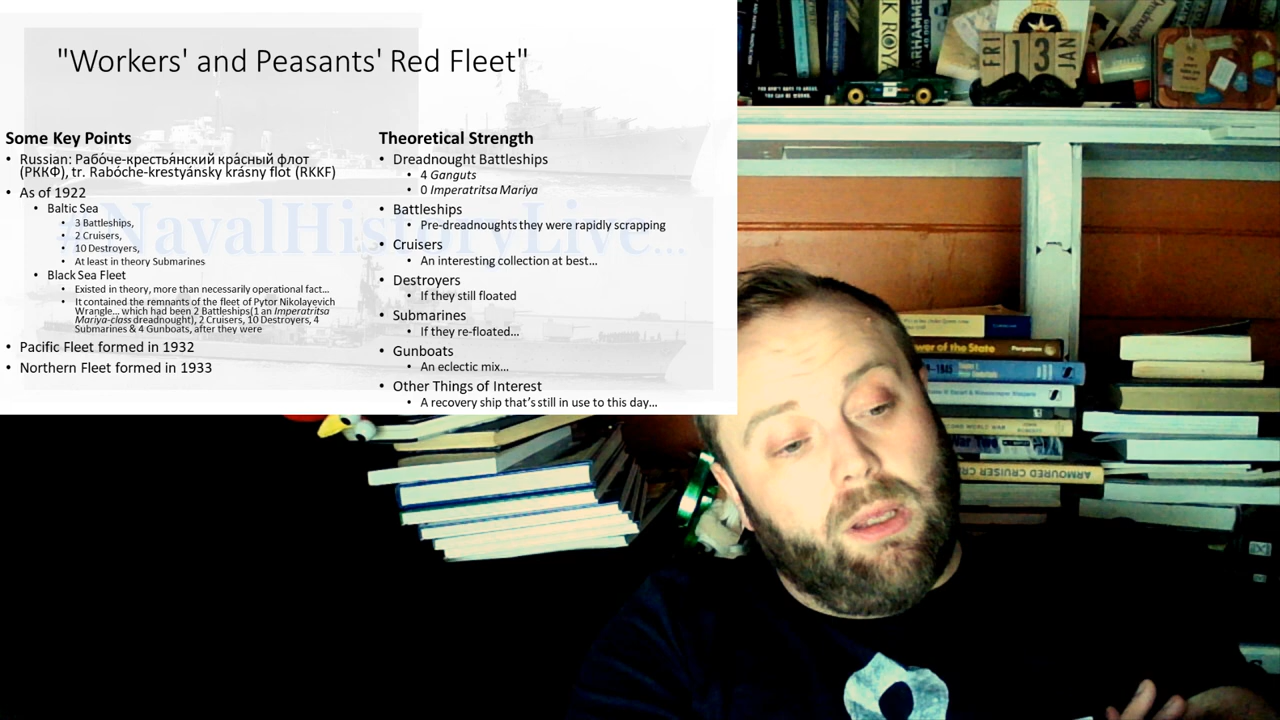 "Workers' and Peasants' Red Fleet"
Some Key Points
• Russian: Рабо́че-крестья́нский кра́сный флот
(РККФ), tr. Rabóche-krestyánsky krásny flot (RKKF)
• As of 1922
• Baltic Sea
• 3 Battleships,
• 2 Cruisers,
• 10 Destroyers,
• At least in theory Submarines
• Black Sea Fleet
• Existed in theory, more than necessarily operational fact…
• It contained the remnants of the fleet of Pytor Nikolayevich
Wrangle… which had been 2 Battleships(1 an Imperatritsa
Mariya-class dreadnought), 2 Cruisers, 10 Destroyers, 4
Submarines & 4 Gunboats, after they were
• Pacific Fleet formed in 1932
• Northern Fleet formed in 1933
Theoretical Strength
• Dreadnought Battleships
• 4 Ganguts
• 0 Imperatritsa Mariya
• Battleships
• Pre-dreadnoughts they were rapidly scrapping
• Cruisers
• An interesting collection at best…
• Destroyers
• If they still floated
• Submarines
• If they re-floated…
• Gunboats
• An eclectic mix…
• Other Things of Interest
• A recovery ship that's still in use to this day…
NavalHistoryLive...
FRI 13 JAN
ARMOURED CRUISER